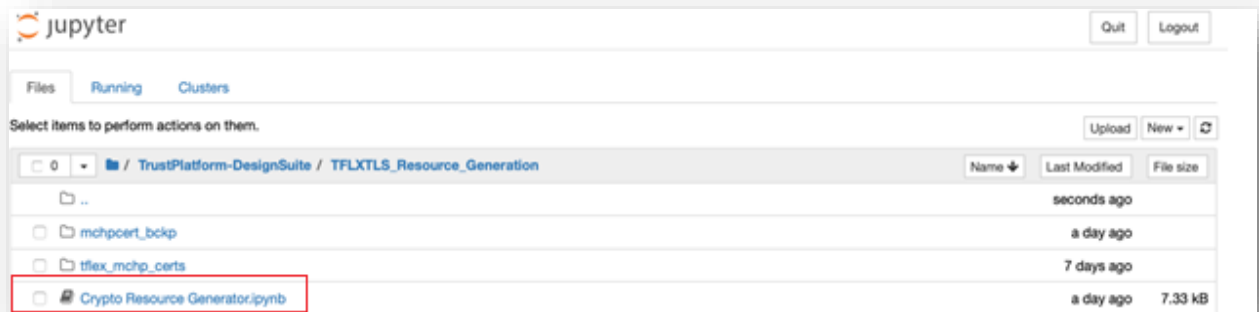 jupyter Quit Logout
Files Running Clusters
Select items to perform actions on them. Upload New
0 / TrustPlatform-DesignSuite / TFLXTLS_Resource_Generation Name Last Modified File size
.. seconds ago
mchpcert_bckp a day ago
tflex_mchp_certs 7 days ago
Crypto Resource Generator.ipynb a day ago 7.33 kB